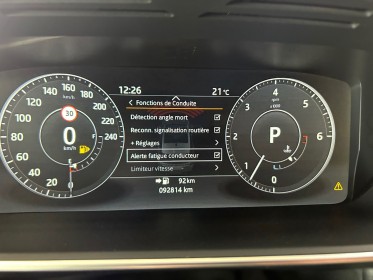 12:26
21°C
< Fonctions de Conduite
Détection angle mort
Reconn. signalisation routière
+ Réglages
Alerte fatigue conducteur
Limiteur vitesse
92km
092814 km
20
40
60
80
100
120
140
160
180
200
220
240
km/h
30
0
km/h
F
E
0
1
2
3
4
5
6
x1000
P